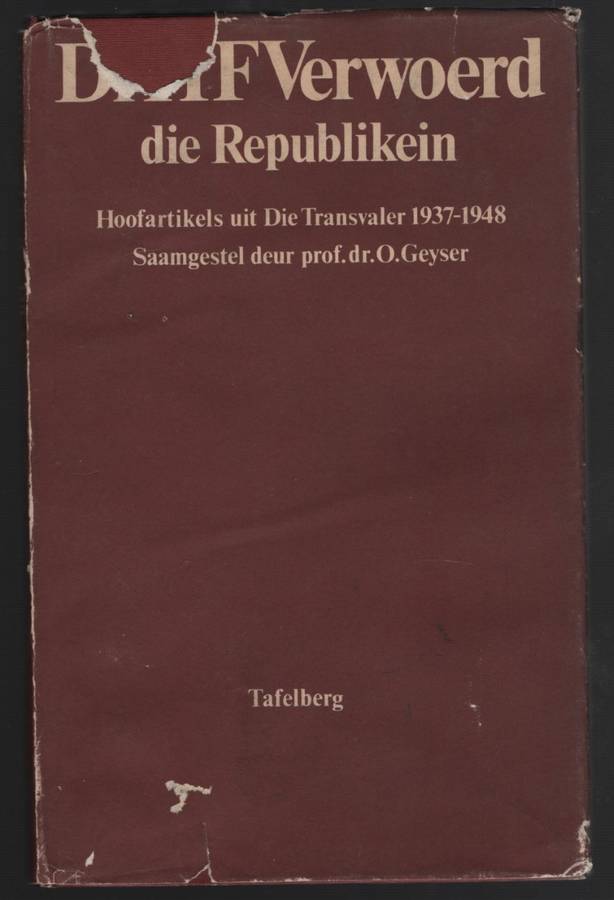 F Verwoerd
die Republikein
Hoofartikels uit Die Transvaler 1937-1948
Saamgestel deur prof. dr. O. Geyser
Tafelberg